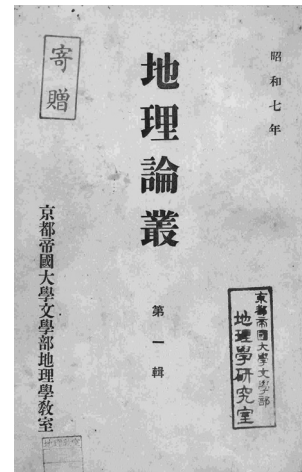 昭和七年
寄贈
地理論叢
第一輯
京都帝國大學文學部地理學敎室
京都帝國大學文學部
地理學研究室